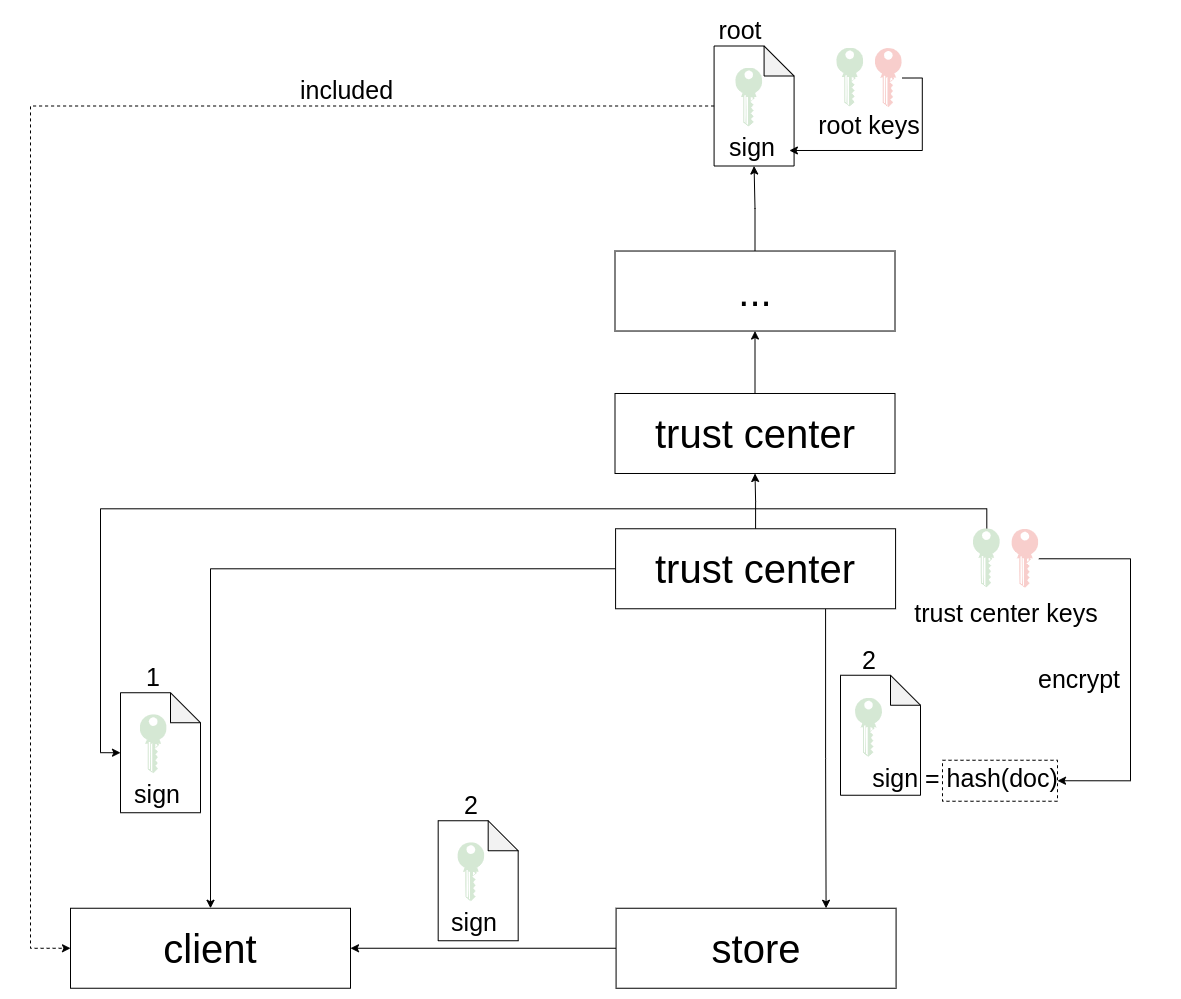 root
included
root keys
sign
...
trust center
trust center
trust center keys
2
1
encrypt
sign = hash(doc)
sign
2
sign
client
store